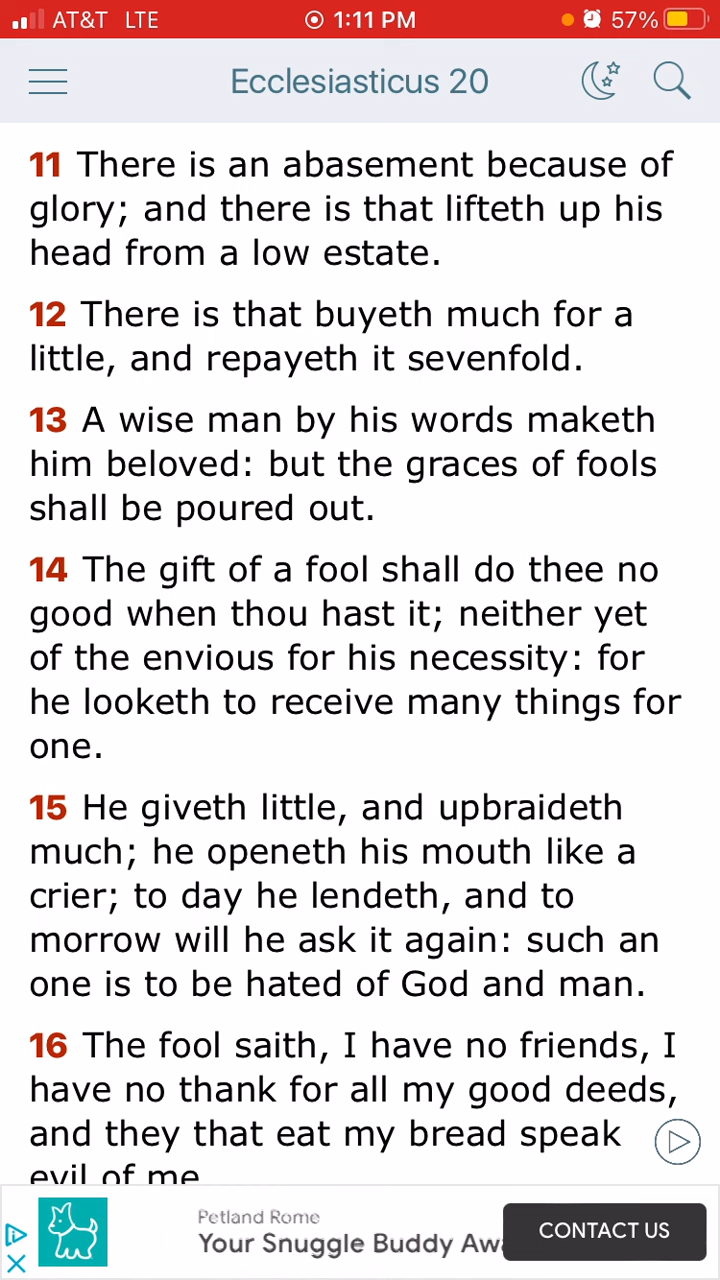 AT&T LTE 1:11 PM 57%
Ecclesiasticus 20
11 There is an abasement because of
glory; and there is that lifteth up his
head from a low estate.
12 There is that buyeth much for a
little, and repayeth it sevenfold.
13 A wise man by his words maketh
him beloved: but the graces of fools
shall be poured out.
14 The gift of a fool shall do thee no
good when thou hast it; neither yet
of the envious for his necessity: for
he looketh to receive many things for
one.
15 He giveth little, and upbraideth
much; he openeth his mouth like a
crier; to day he lendeth, and to
morrow will he ask it again: such an
one is to be hated of God and man.
16 The fool saith, I have no friends, I
have no thank for all my good deeds,
and they that eat my bread speak
evil of me
Petland Rome
Your Snuggle Buddy Awa
CONTACT US